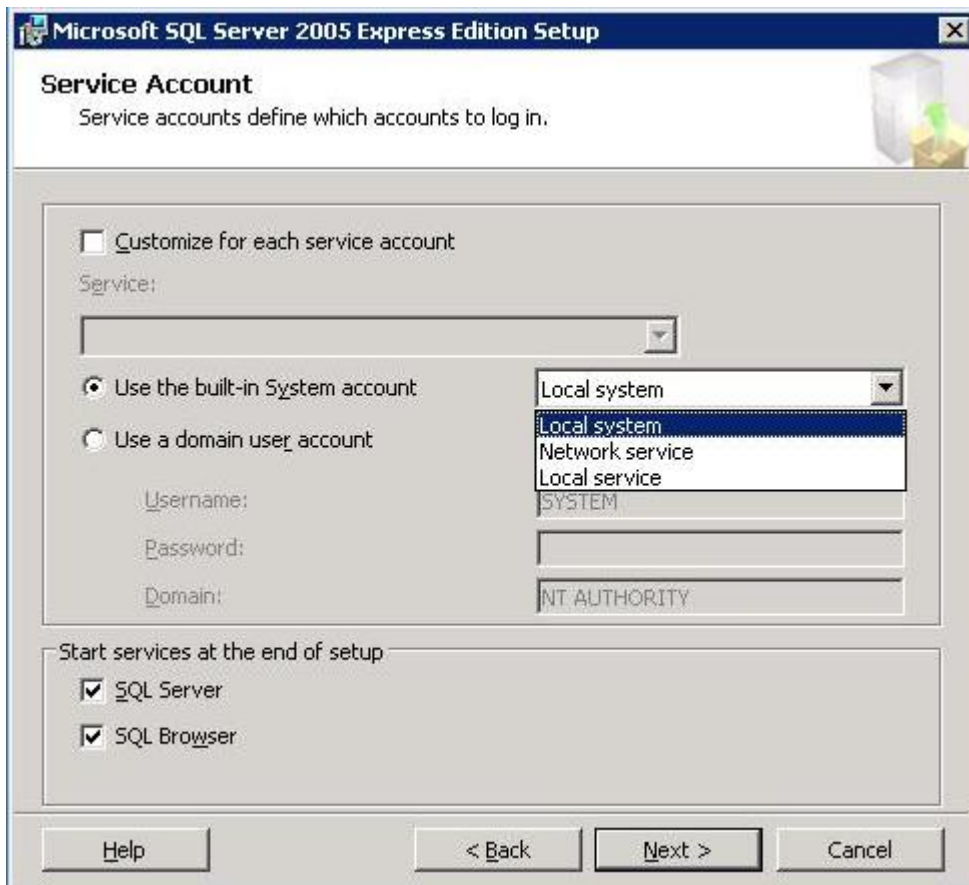 Microsoft SQL Server 2005 Express Edition Setup
Service Account
Service accounts define which accounts to log in.
Customize for each service account
Service:
Use the built-in System account
Local system
Local system
Network service
Local service
Use a domain user account
Username:
SYSTEM
Password:
Domain:
NT AUTHORITY
Start services at the end of setup
SQL Server
SQL Browser
Help
< Back
Next >
Cancel